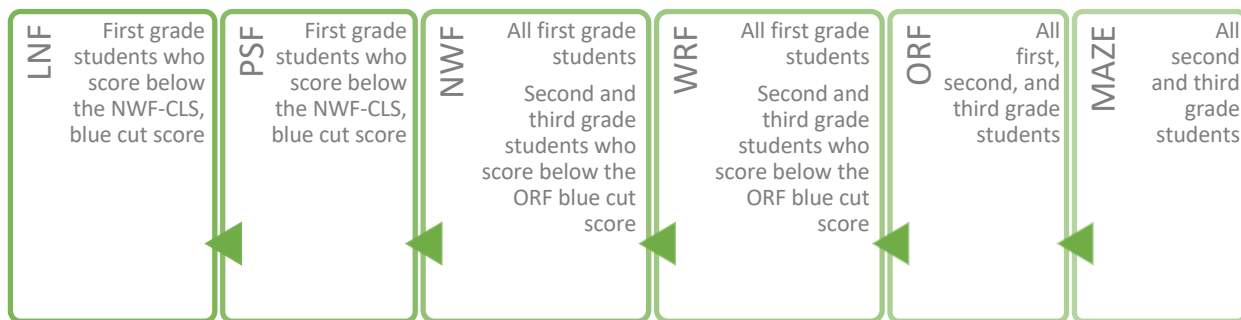 LNF
First grade
students who
score below
the NWF-CLS,
blue cut score
PSF
First grade
students who
score below
the NWF-CLS,
blue cut score
NWF
All first grade
students
Second and
third grade
students who
score below the
ORF blue cut
score
WRF
All first grade
students
Second and
third grade
students who
score below the
ORF blue cut
score
ORF
All
first,
second, and
third grade
students
MAZE
All
second
and third
grade
students